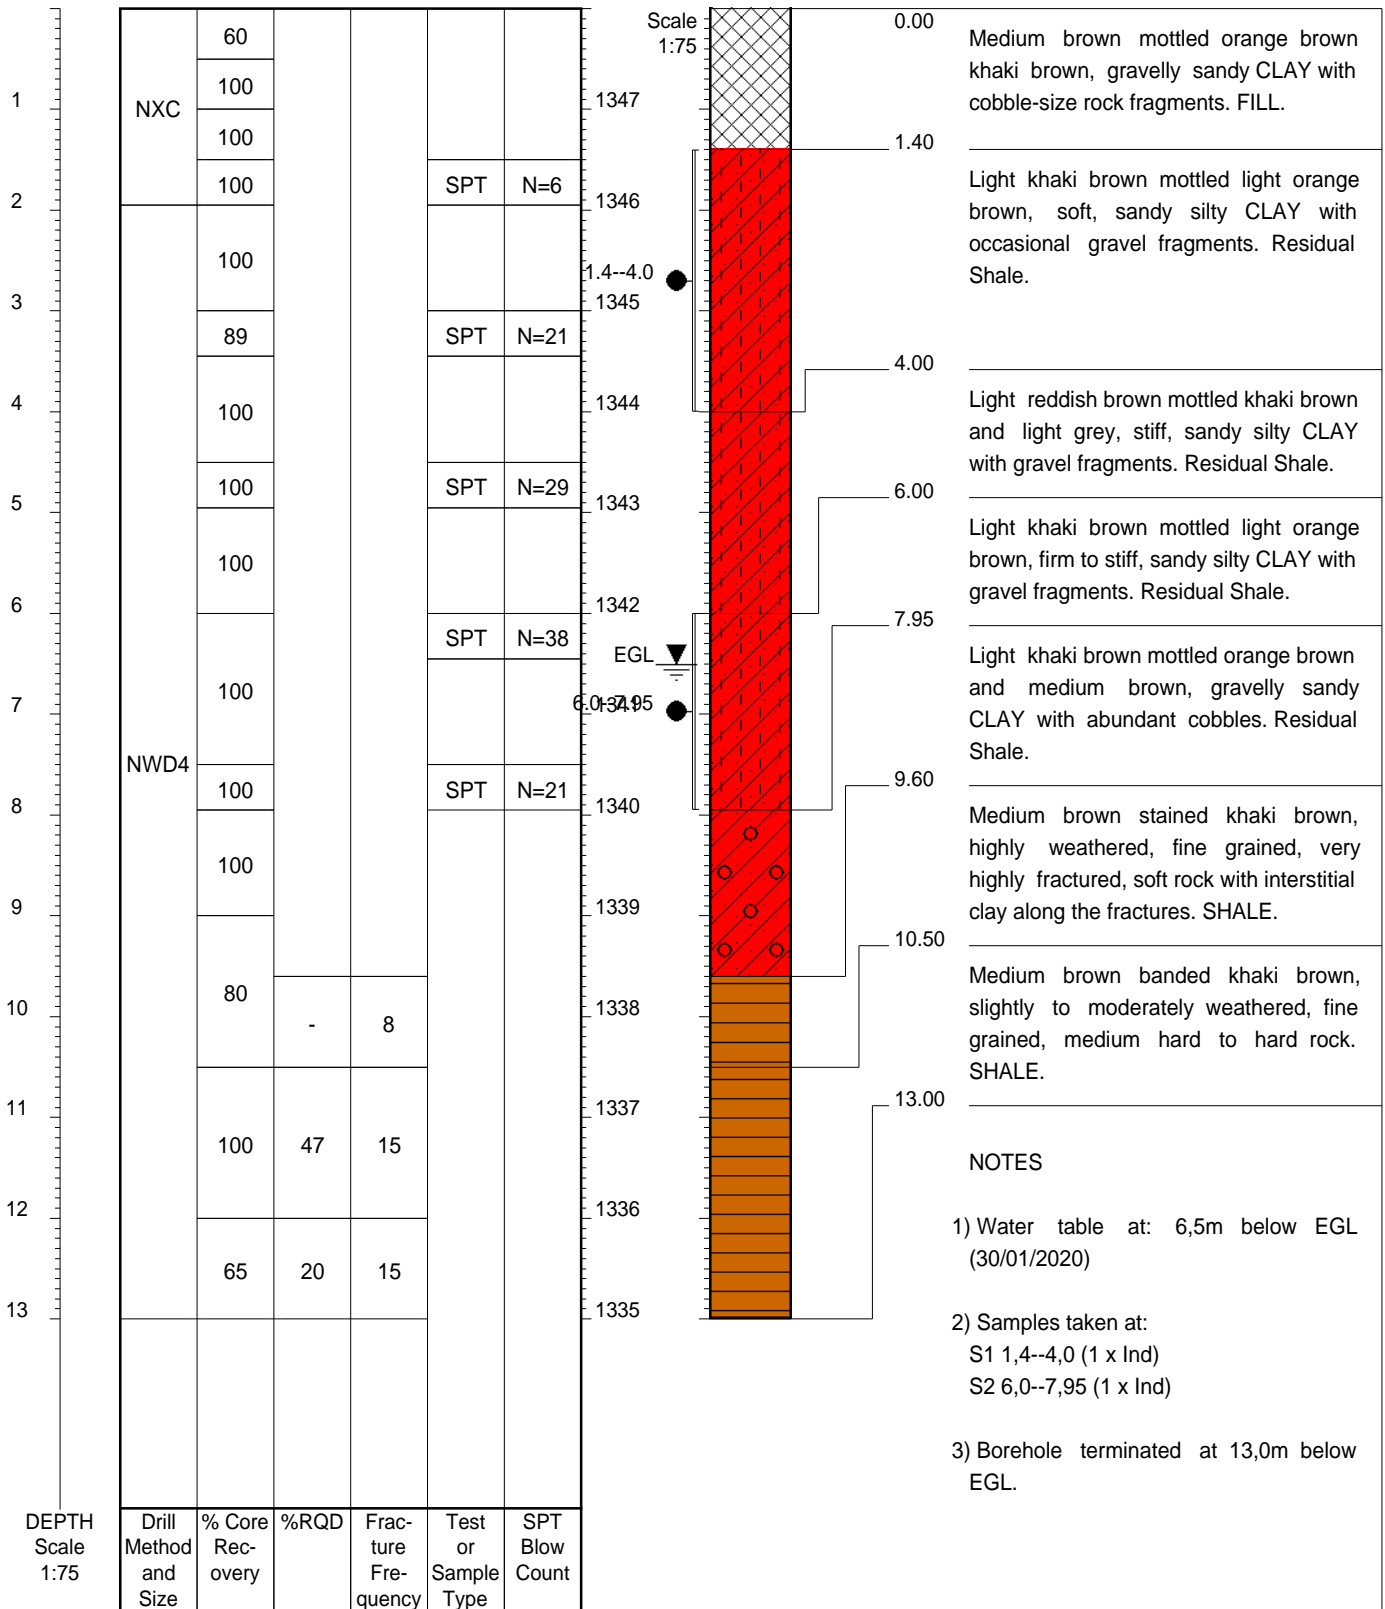 Scale
1:75
0.00
Medium brown mottled orange brown
khaki brown, gravelly sandy CLAY with
cobble-size rock fragments. FILL.
1.40
Light khaki brown mottled light orange
brown, soft, sandy silty CLAY with
occasional gravel fragments. Residual
Shale.
4.00
Light reddish brown mottled khaki brown
and light grey, stiff, sandy silty CLAY
with gravel fragments. Residual Shale.
6.00
Light khaki brown mottled light orange
brown, firm to stiff, sandy silty CLAY with
gravel fragments. Residual Shale.
7.95
Light khaki brown mottled orange brown
and medium brown, gravelly sandy
CLAY with abundant cobbles. Residual
Shale.
9.60
Medium brown stained khaki brown,
highly weathered, fine grained, very
highly fractured, soft rock with interstitial
clay along the fractures. SHALE.
10.50
Medium brown banded khaki brown,
slightly to moderately weathered, fine
grained, medium hard to hard rock.
SHALE.
13.00
NOTES
1) Water table at: 6,5m below EGL
(30/01/2020)
2) Samples taken at:
S1 1,4--4,0 (1 x Ind)
S2 6,0--7,95 (1 x Ind)
3) Borehole terminated at 13,0m below
EGL.
1
2
3
4
5
6
7
8
9
10
11
12
13
NXC
NWD4
60
100
100
100
100
89
100
100
100
100
100
100
80
100
65
-
47
20
8
15
15
SPT N=6
SPT N=21
SPT N=29
SPT N=38
SPT N=21
1347
1346
1.4--4.0
1345
1344
1343
1342
EGL
6.0--7.95
1341
1340
1339
1338
1337
1336
1335
DEPTH
Scale
1:75
Drill
Method
and
Size
% Core
Rec-
overy
%RQD
Frac-
ture
Fre-
quency
Test
or
Sample
Type
SPT
Blow
Count